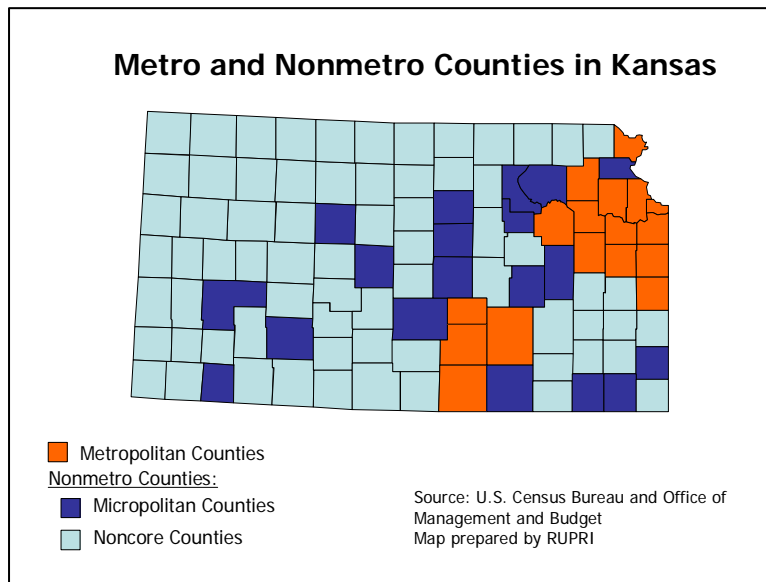 Metro and Nonmetro Counties in Kansas
Metropolitan Counties
Nonmetro Counties:
Micropolitan Counties
Noncore Counties
Source: U.S. Census Bureau and Office of
Management and Budget
Map prepared by RUPRI